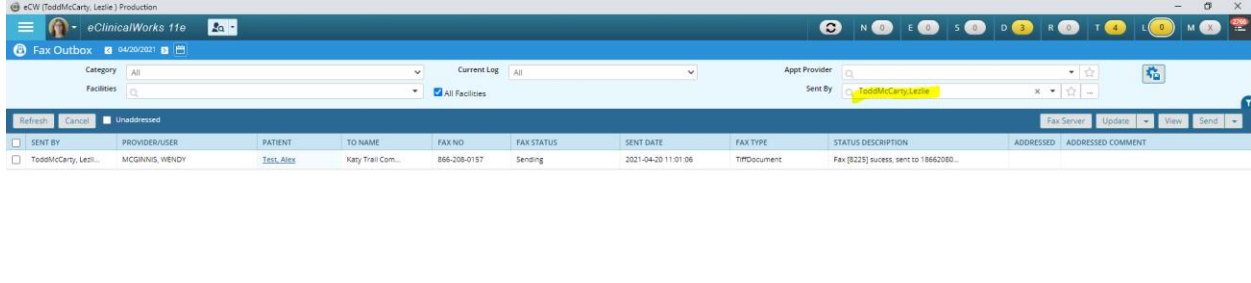 eCW (ToddMcCarty, Lezlie ) Production
eClinicalWorks 11e N 0 E 0 S 0 D 3 R 0 T 4 L 0 M X
Fax Outbox 04/20/2021
Category All Current Log All Appt Provider
Facilities All Facilities Sent By ToddMcCarty,Lezlie
Refresh Cancel Unaddressed Fax Server Update View Send
SENT BY PROVIDER/USER PATIENT TO NAME FAX NO FAX STATUS SENT DATE FAX TYPE STATUS DESCRIPTION ADDRESSED ADDRESSED COMMENT
ToddMcCarty, Lezli... MCGINNIS, WENDY Test, Alex Katy Trail Com... 866-208-0157 Sending 2021-04-20 11:01:06 TiffDocument Fax [8225] sucess, sent to 18662080...